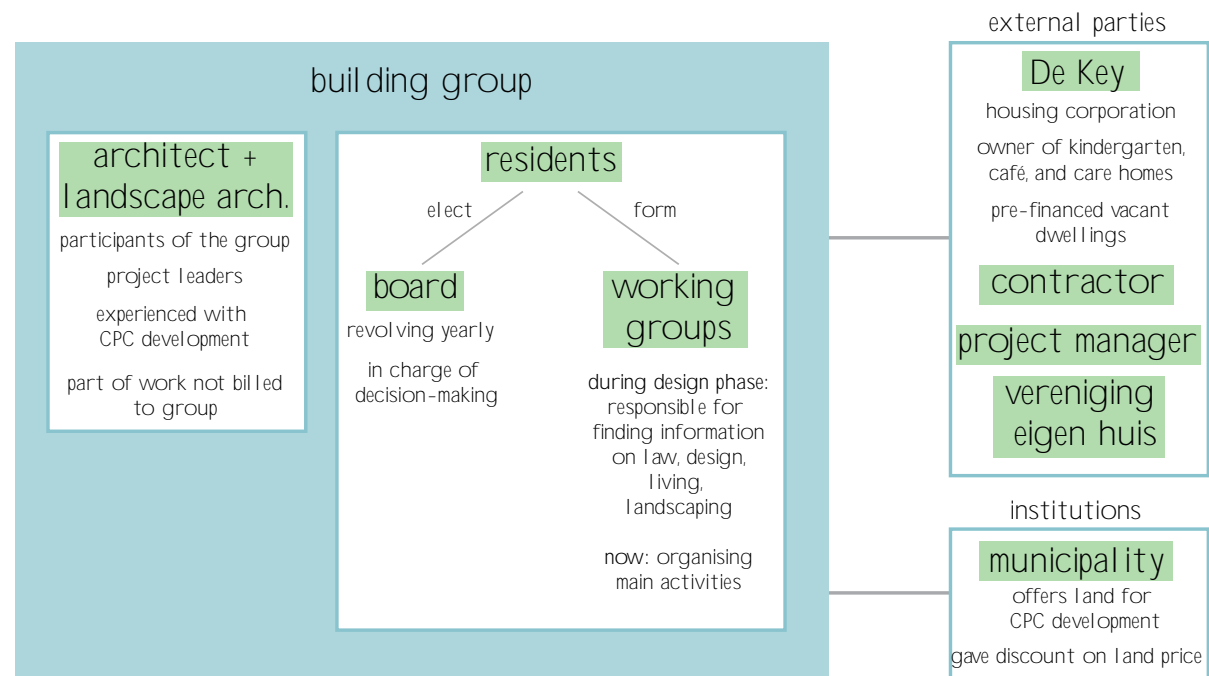 building group
architect +
landscape arch.
participants of the group
project leaders
experienced with
CPC development
part of work not billed
to group
residents
elect
form
board
revolving yearly
in charge of
decision-making
working
groups
during design phase:
responsible for
finding information
on law, design,
living,
landscaping
now: organising
main activities
external parties
De Key
housing corporation
owner of kindergarten,
café, and care homes
pre-financed vacant
dwellings
contractor
project manager
vereniging
eigen huis
institutions
municipality
offers land for
CPC development
gave discount on land price